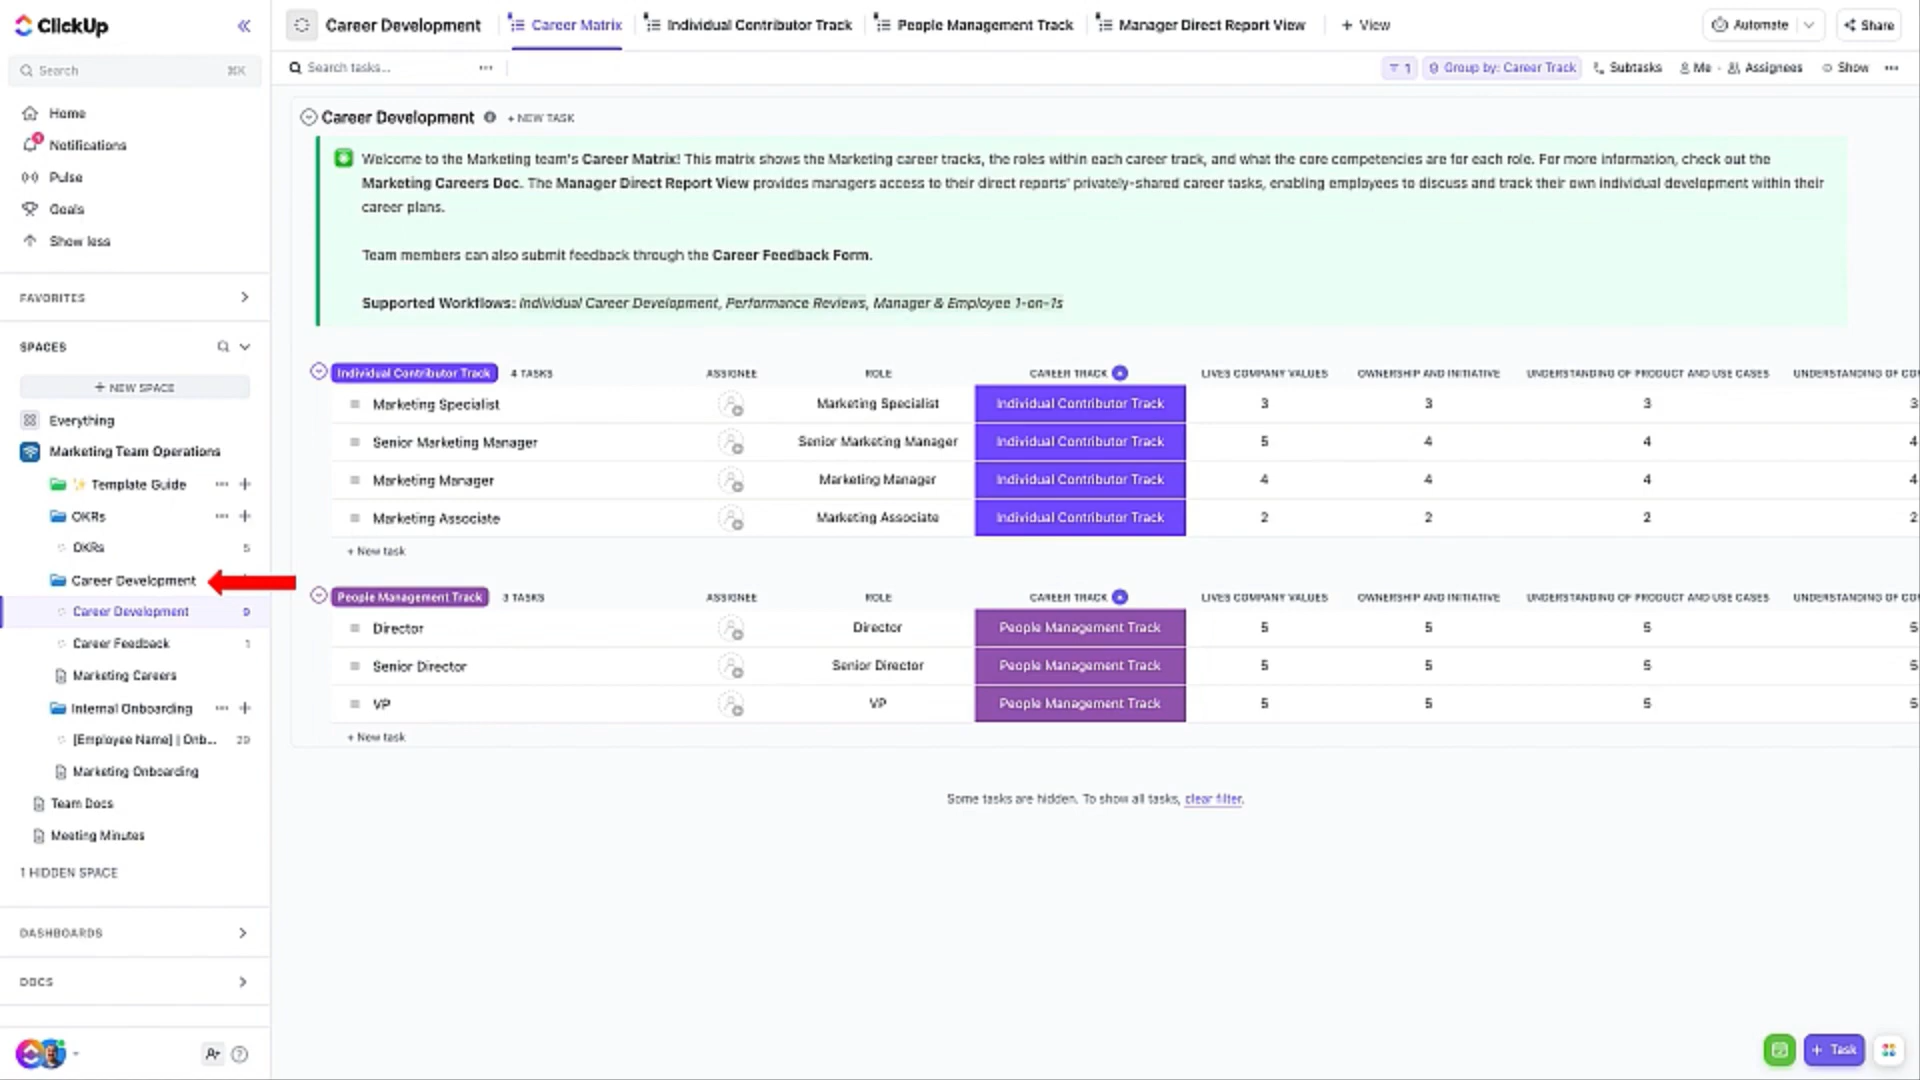 ClickUp
Search
⌘K
Home
Notifications
Pulse
Goals
Show less
FAVORITES
SPACES
+ NEW SPACE
Everything
Marketing Team Operations
✨ Template Guide
OKRs
OKRs 5
Career Development
Career Development 9
Career Feedback 1
Marketing Careers
Internal Onboarding
[Employee Name] | Onb... 29
Marketing Onboarding
Team Docs
Meeting Minutes
1 HIDDEN SPACE
DASHBOARDS
DOCS
Career Development
Career Matrix
Individual Contributor Track
People Management Track
Manager Direct Report View
+ View
Automate
Share
Search tasks...
1
Group by: Career Track
Subtasks
Me
Assignees
Show
Career Development
+ NEW TASK
Welcome to the Marketing team's Career Matrix! This matrix shows the Marketing career tracks, the roles within each career track, and what the core competencies are for each role. For more information, check out the
Marketing Careers Doc. The Manager Direct Report View provides managers access to their direct reports' privately-shared career tasks, enabling employees to discuss and track their own individual development within their
career plans.
Team members can also submit feedback through the Career Feedback Form.
Supported Workflows: Individual Career Development, Performance Reviews, Manager & Employee 1-on-1s
Individual Contributor Track 4 TASKS ASSIGNEE ROLE CAREER TRACK LIVES COMPANY VALUES OWNERSHIP AND INITIATIVE UNDERSTANDING OF PRODUCT AND USE CASES UNDERSTANDING OF CO
Marketing Specialist Marketing Specialist Individual Contributor Track 3 3 3 3
Senior Marketing Manager Senior Marketing Manager Individual Contributor Track 5 4 4 4
Marketing Manager Marketing Manager Individual Contributor Track 4 4 4 4
Marketing Associate Marketing Associate Individual Contributor Track 2 2 2 2
+ New task
People Management Track 3 TASKS ASSIGNEE ROLE CAREER TRACK LIVES COMPANY VALUES OWNERSHIP AND INITIATIVE UNDERSTANDING OF PRODUCT AND USE CASES UNDERSTANDING OF CO
Director Director People Management Track 5 5 5 5
Senior Director Senior Director People Management Track 5 5 5 5
VP VP People Management Track 5 5 5 5
+ New task
Some tasks are hidden. To show all tasks, clear filter.
+ Task